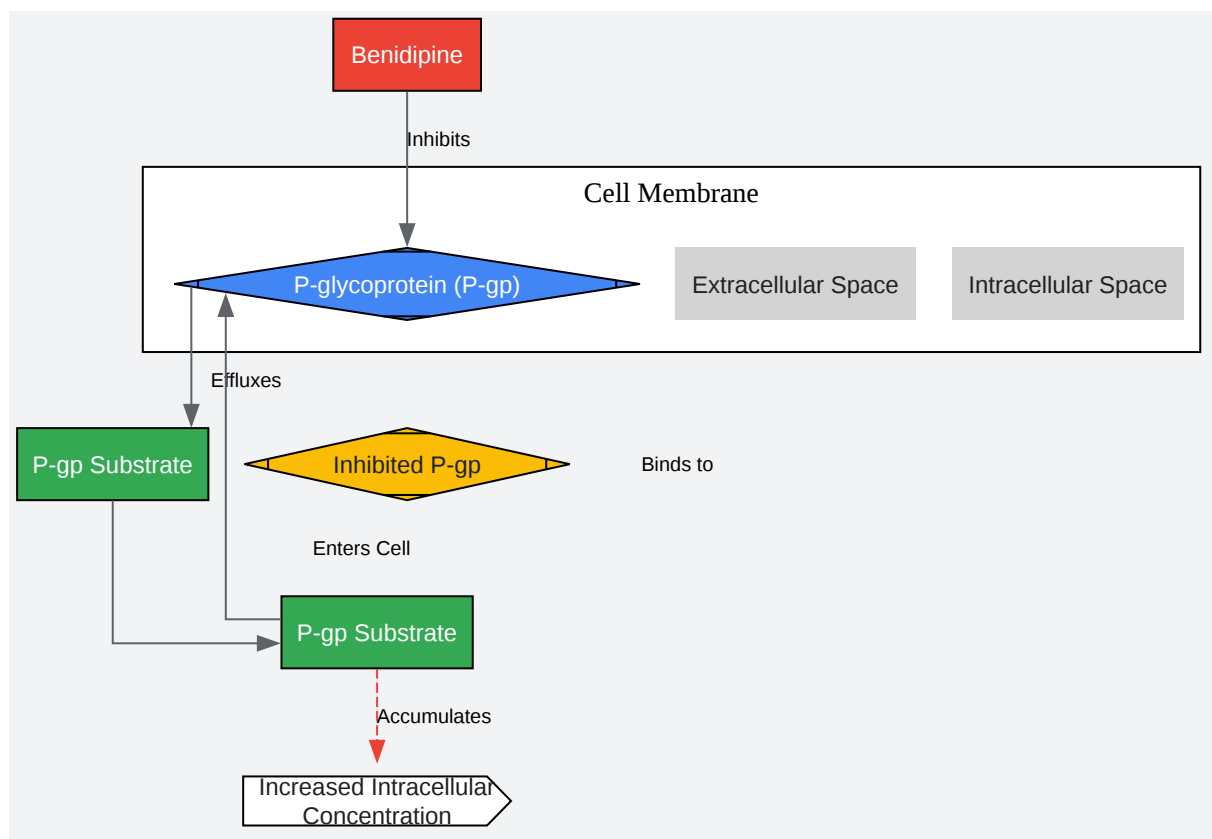 Benidipine
Inhibits
Cell Membrane
P-glycoprotein (P-gp)
Extracellular Space
Intracellular Space
Effluxes
P-gp Substrate
Inhibited P-gp
Binds to
Enters Cell
P-gp Substrate
Accumulates
Increased Intracellular
Concentration